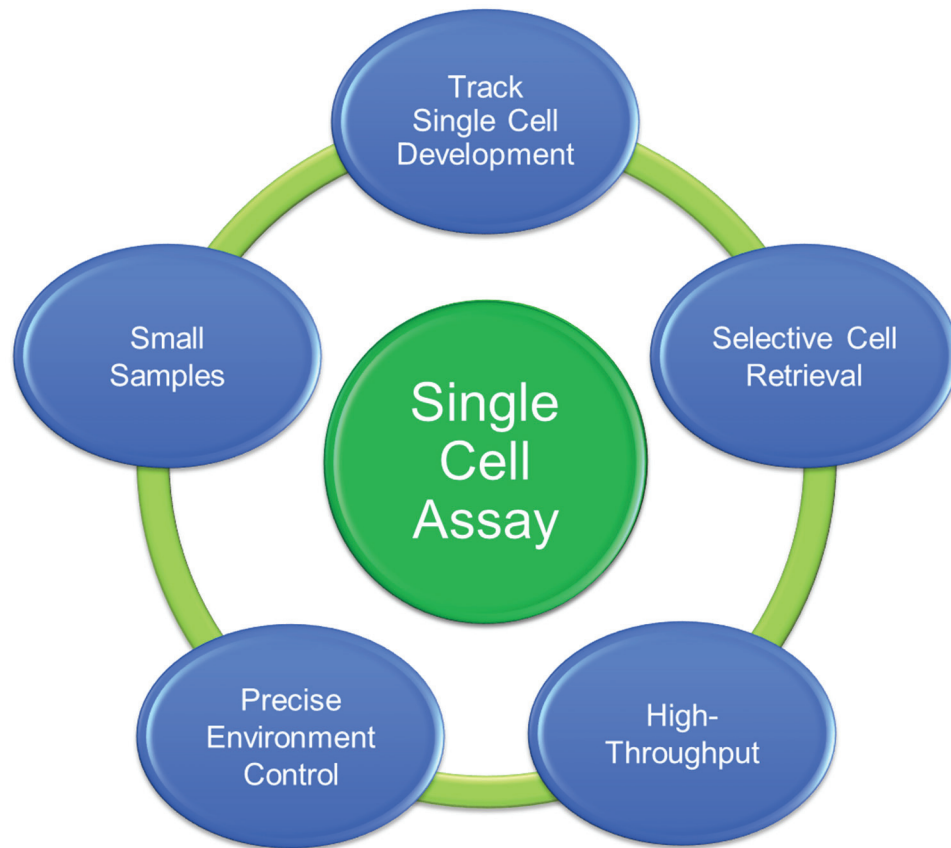 Track
Single Cell
Development
Small
Samples
Selective Cell
Retrieval
Single
Cell
Assay
Precise
Environment
Control
High-
Throughput